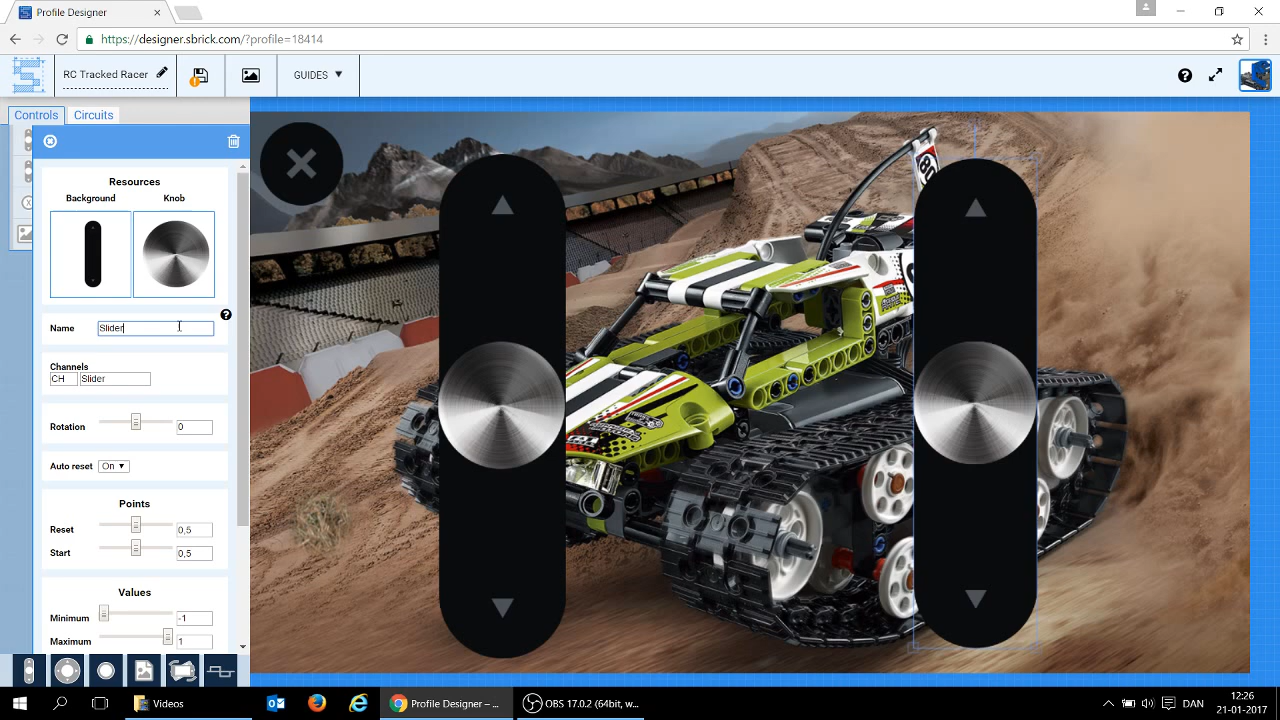 Profile Designer
https://designer.sbrick.com/?profile=18414
RC Tracked Racer
GUIDES ▼
Controls
Circuits
Resources
Background
Knob
Name
Slider
Channels
CH
Slider
Rotation
0
Auto reset
On ▼
Points
Reset
0,5
Start
0,5
Values
Minimum
-1
Maximum
1
80
Videos
Profile Designer – ...
OBS 17.0.2 (64bit, w...
DAN
12:26
21-01-2017